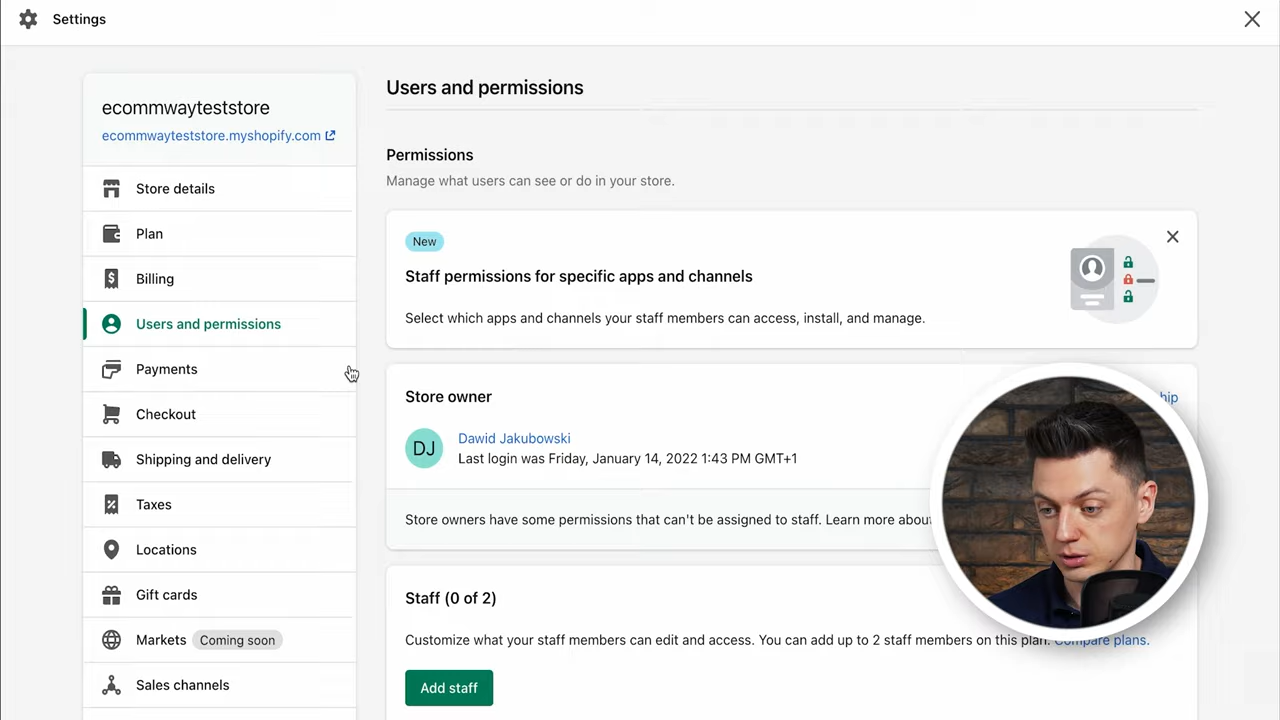 Settings
ecommwayteststore
ecommwayteststore.myshopify.com
Store details
Plan
Billing
Users and permissions
Payments
Checkout
Shipping and delivery
Taxes
Locations
Gift cards
Markets Coming soon
Sales channels
Users and permissions
Permissions
Manage what users can see or do in your store.
New
Staff permissions for specific apps and channels
Select which apps and channels your staff members can access, install, and manage.
Store owner
DJ
Dawid Jakubowski
Last login was Friday, January 14, 2022 1:43 PM GMT+1
Store owners have some permissions that can't be assigned to staff. Learn more about
Staff (0 of 2)
Customize what your staff members can edit and access. You can add up to 2 staff members on this plan. Compare plans.
Add staff